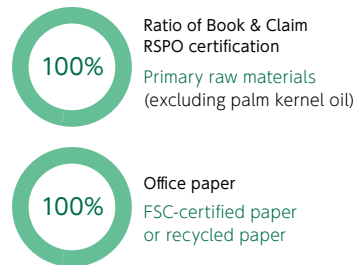 100%
Ratio of Book & Claim
RSPO certification
Primary raw materials
(excluding palm kernel oil)
100%
Office paper
FSC-certified paper
or recycled paper